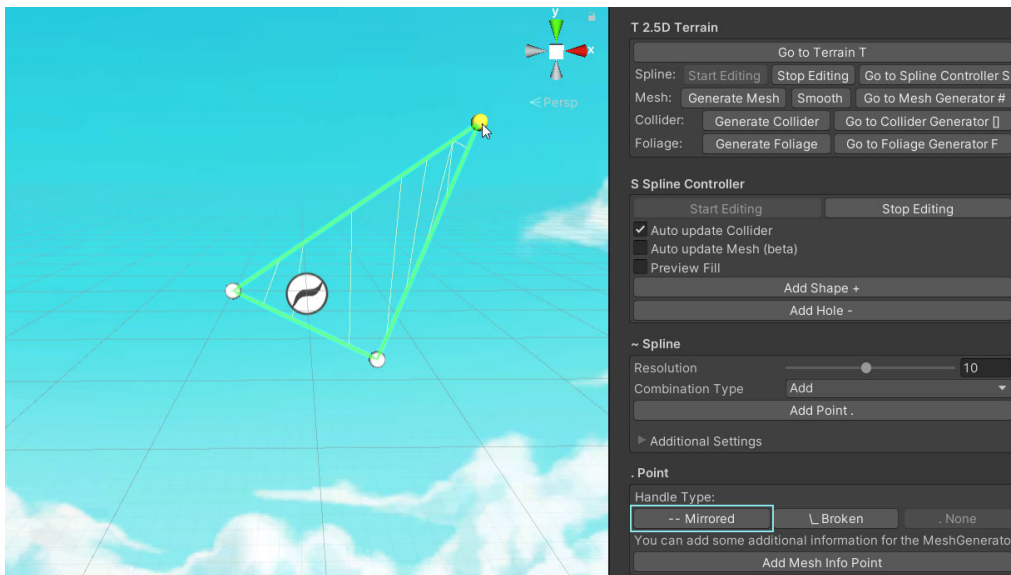 y
x
Persp
T 2.5D Terrain
Go to Terrain T
Spline: Start Editing Stop Editing Go to Spline Controller S
Mesh: Generate Mesh Smooth Go to Mesh Generator #
Collider: Generate Collider Go to Collider Generator []
Foliage: Generate Foliage Go to Foliage Generator F
S Spline Controller
Start Editing Stop Editing
Auto update Collider
Auto update Mesh (beta)
Preview Fill
Add Shape +
Add Hole -
~ Spline
Resolution 10
Combination Type Add
Add Point .
Additional Settings
. Point
Handle Type:
-- Mirrored \_ Broken . None
You can add some additional information for the MeshGenerato
Add Mesh Info Point